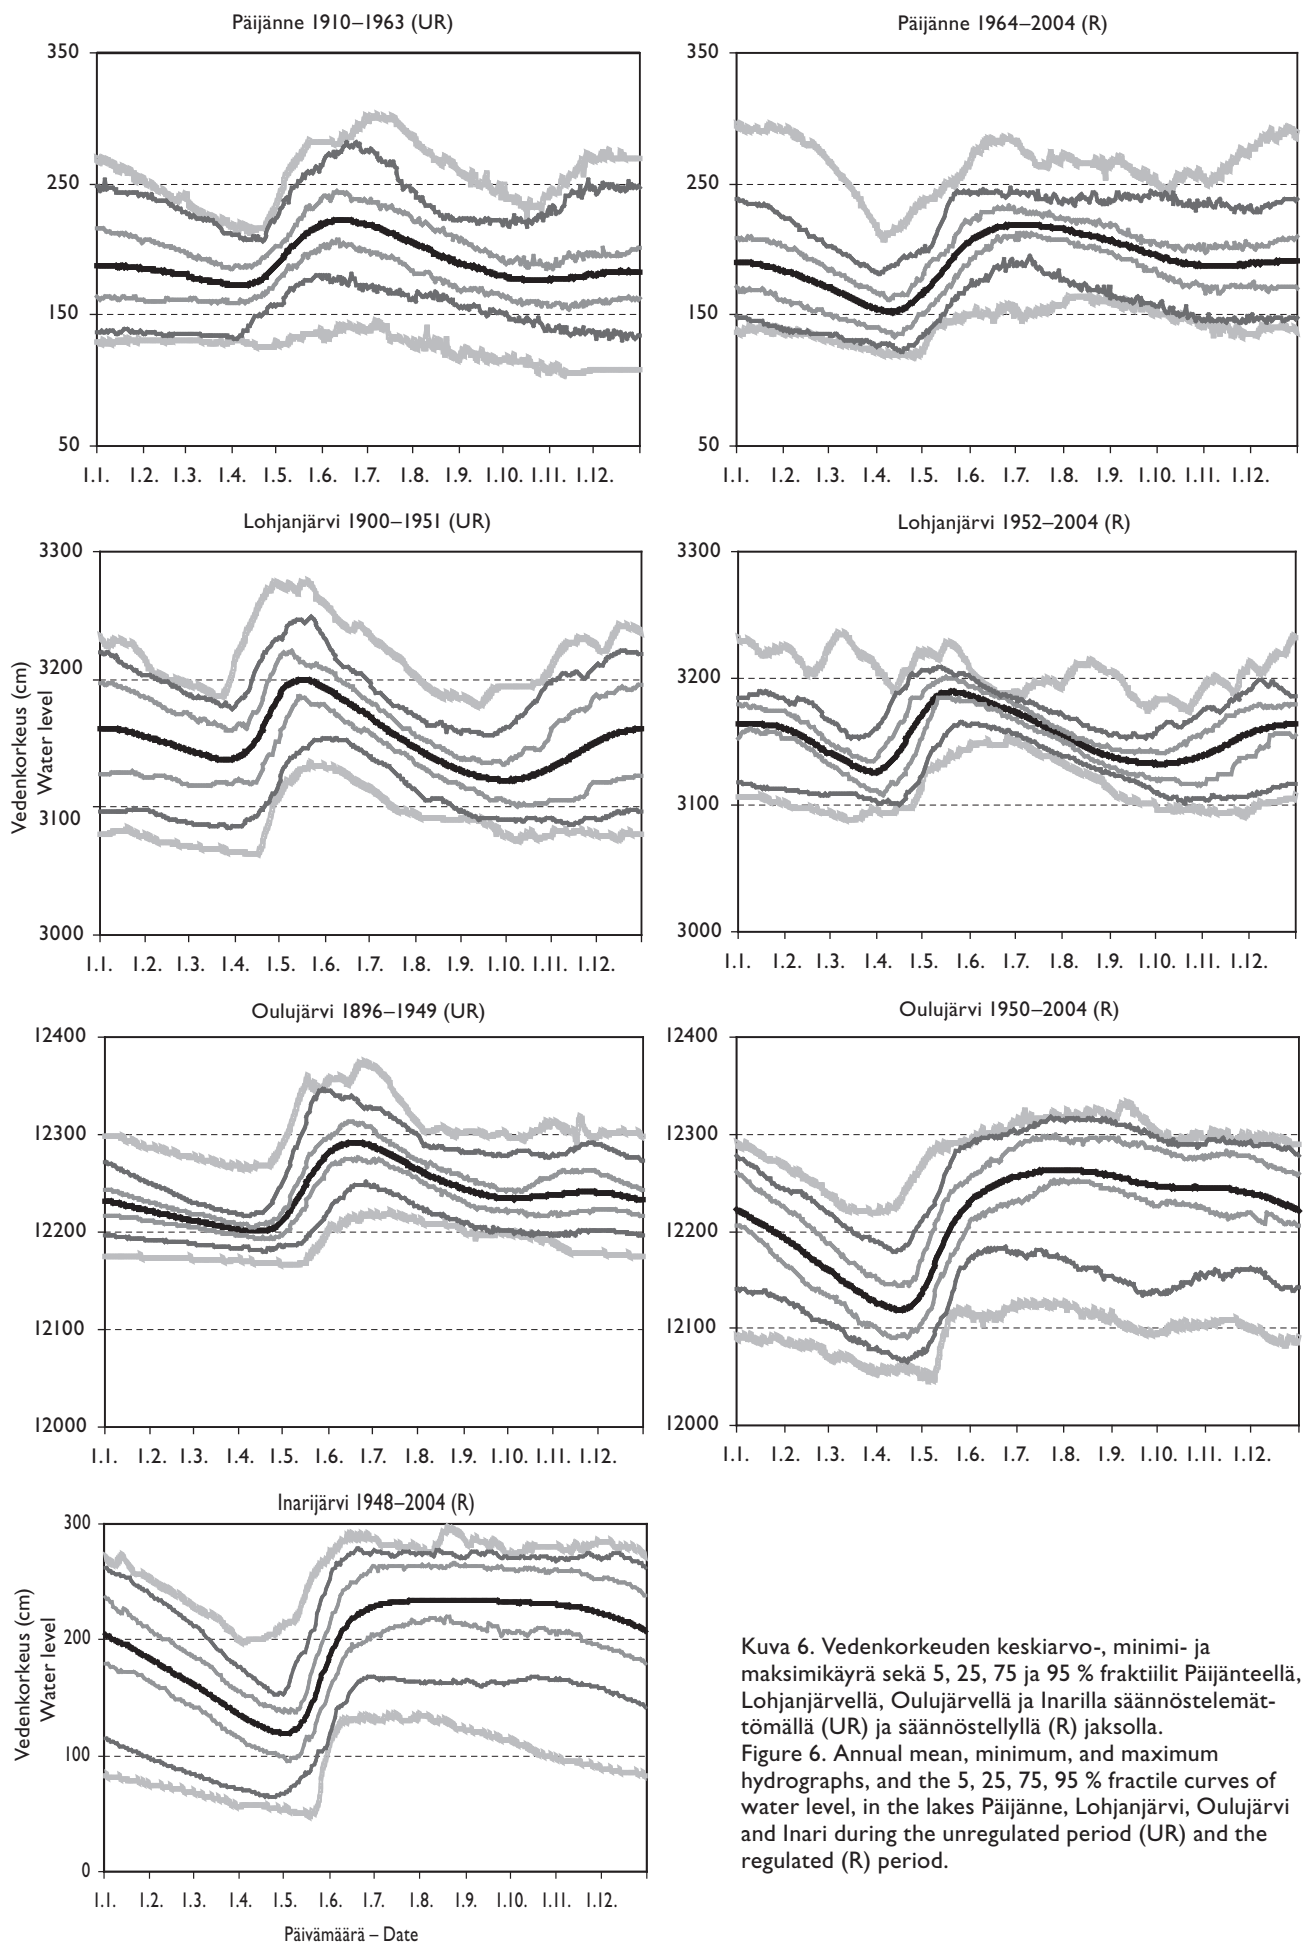 Päijänne 1910–1963 (UR)
350
250
150
50
1.1. 1.2. 1.3. 1.4. 1.5. 1.6. 1.7. 1.8. 1.9. 1.10. 1.11. 1.12.
Päijänne 1964–2004 (R)
350
250
150
50
1.1. 1.2. 1.3. 1.4. 1.5. 1.6. 1.7. 1.8. 1.9. 1.10. 1.11. 1.12.
Lohjanjärvi 1900–1951 (UR)
Vedenkorkeus (cm)
Water level
3300
3200
3100
3000
1.1. 1.2. 1.3. 1.4. 1.5. 1.6. 1.7. 1.8. 1.9. 1.10. 1.11. 1.12.
Lohjanjärvi 1952–2004 (R)
3300
3200
3100
3000
1.1. 1.2. 1.3. 1.4. 1.5. 1.6. 1.7. 1.8. 1.9. 1.10. 1.11. 1.12.
Oulujärvi 1896–1949 (UR)
12400
12300
12200
12100
12000
1.1. 1.2. 1.3. 1.4. 1.5. 1.6. 1.7. 1.8. 1.9. 1.10. 1.11. 1.12.
Oulujärvi 1950–2004 (R)
12400
12300
12200
12100
12000
1.1. 1.2. 1.3. 1.4. 1.5. 1.6. 1.7. 1.8. 1.9. 1.10. 1.11. 1.12.
Inarijärvi 1948–2004 (R)
Vedenkorkeus (cm)
Water level
300
200
100
0
1.1. 1.2. 1.3. 1.4. 1.5. 1.6. 1.7. 1.8. 1.9. 1.10. 1.11. 1.12.
Päivämäärä – Date
Kuva 6. Vedenkorkeuden keskiarvo-, minimi- ja
maksimikäyrä sekä 5, 25, 75 ja 95 % fraktiilit Päijänteellä,
Lohjanjärvellä, Oulujärvellä ja Inarilla säännöstelemät-
tömällä (UR) ja säännöstellyllä (R) jaksolla.
Figure 6. Annual mean, minimum, and maximum
hydrographs, and the 5, 25, 75, 95 % fractile curves of
water level, in the lakes Päijänne, Lohjanjärvi, Oulujärvi
and Inari during the unregulated period (UR) and the
regulated (R) period.